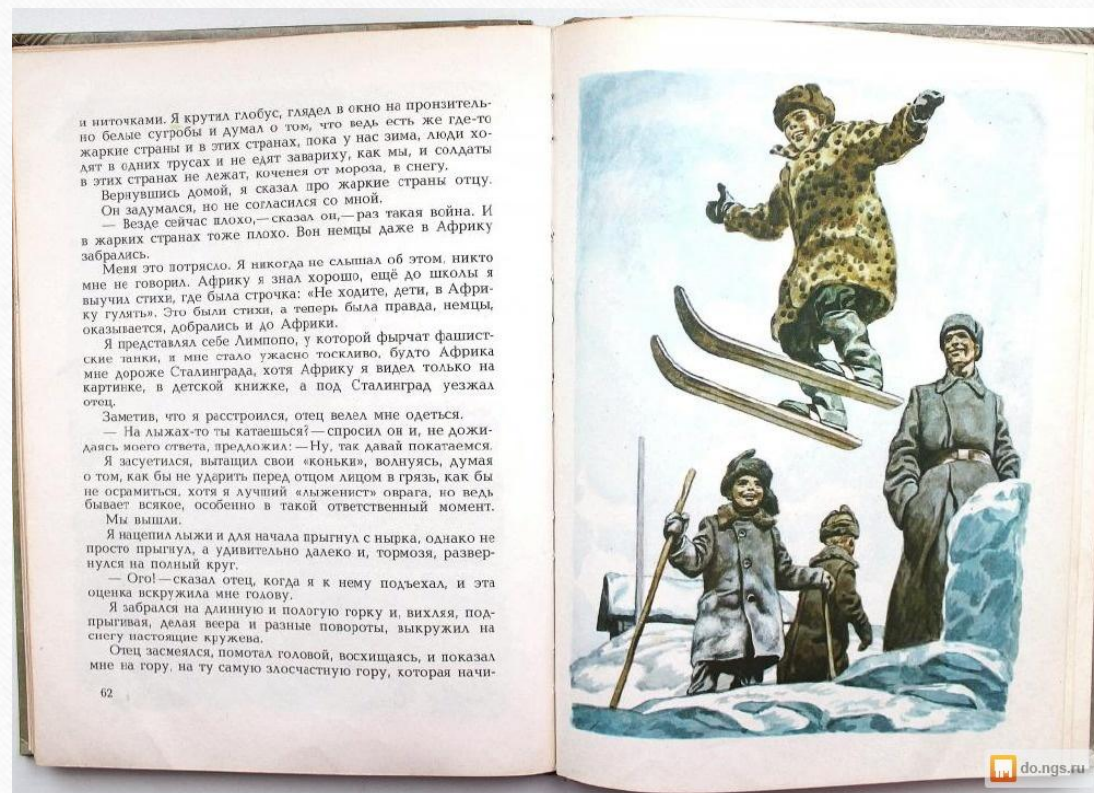 и ниточками. Я крутил глобус, глядел в окно на пронзитель-
но белые сугробы и думал о том, что ведь есть же где-то
жаркие страны и в этих странах, пока у нас зима, люди хо-
дят в одних трусах и не едят завариху, как мы, и солдаты
в этих странах не лежат, коченея от мороза, в снегу.
Вернувшись домой, я сказал про жаркие страны отцу.
Он задумался, но не согласился со мной.
— Везде сейчас плохо,— сказал он,— раз такая война. И
в жарких странах тоже плохо. Вон немцы даже в Африку
забрались.
Меня это потрясло. Я никогда не слышал об этом, никто
мне не говорил. Африку я знал хорошо, ещё до школы я
выучил стихи, где была строчка: «Не ходите, дети, в Афри-
ку гулять». Это были стихи, а теперь была правда, немцы,
оказывается, добрались и до Африки.
Я представлял себе Лимпопо, у которой фырчат фашист-
ские танки, и мне стало ужасно тоскливо, будто Африка
мне дороже Сталинграда, хотя Африку я видел только на
картинке, в детской книжке, а под Сталинград уезжал
отец.
Заметив, что я расстроился, отец велел мне одеться.
— На лыжах-то ты катаешься? — спросил он и, не дожи-
даясь моего ответа, предложил: — Ну, так давай покатаемся.
Я засуетился, вытащил свои «коньки», волнуясь, думая
о том, как бы не ударить перед отцом лицом в грязь, как бы
не осрамиться, хотя я лучший «лыженист» оврага, но ведь
бывает всякое, особенно в такой ответственный момент.
Мы вышли.
Я нацепил лыжи и для начала прыгнул с нырка, однако не
просто прыгнул, а удивительно далеко и, тормозя, развер-
нулся на полный круг.
— Ого! — сказал отец, когда я к нему подъехал, и эта
оценка вскружила мне голову.
Я забрался на длинную и пологую горку и, вихляя, под-
прыгивая, делая веера и разные повороты, выкружил на
снегу настоящие кружева.
Отец засмеялся, помотал головой, восхищаясь, и показал
мне на гору, на ту самую злосчастную гору, которая начи-
62
do.ngs.ru